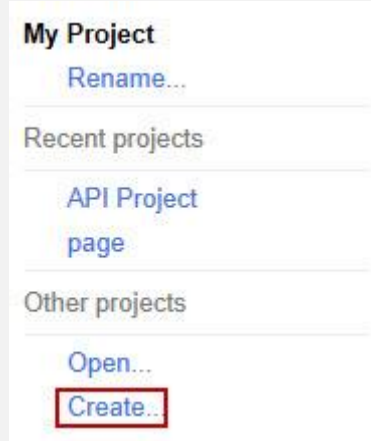 My Project
Rename...
Recent projects
API Project
page
Other projects
Open...
Create...